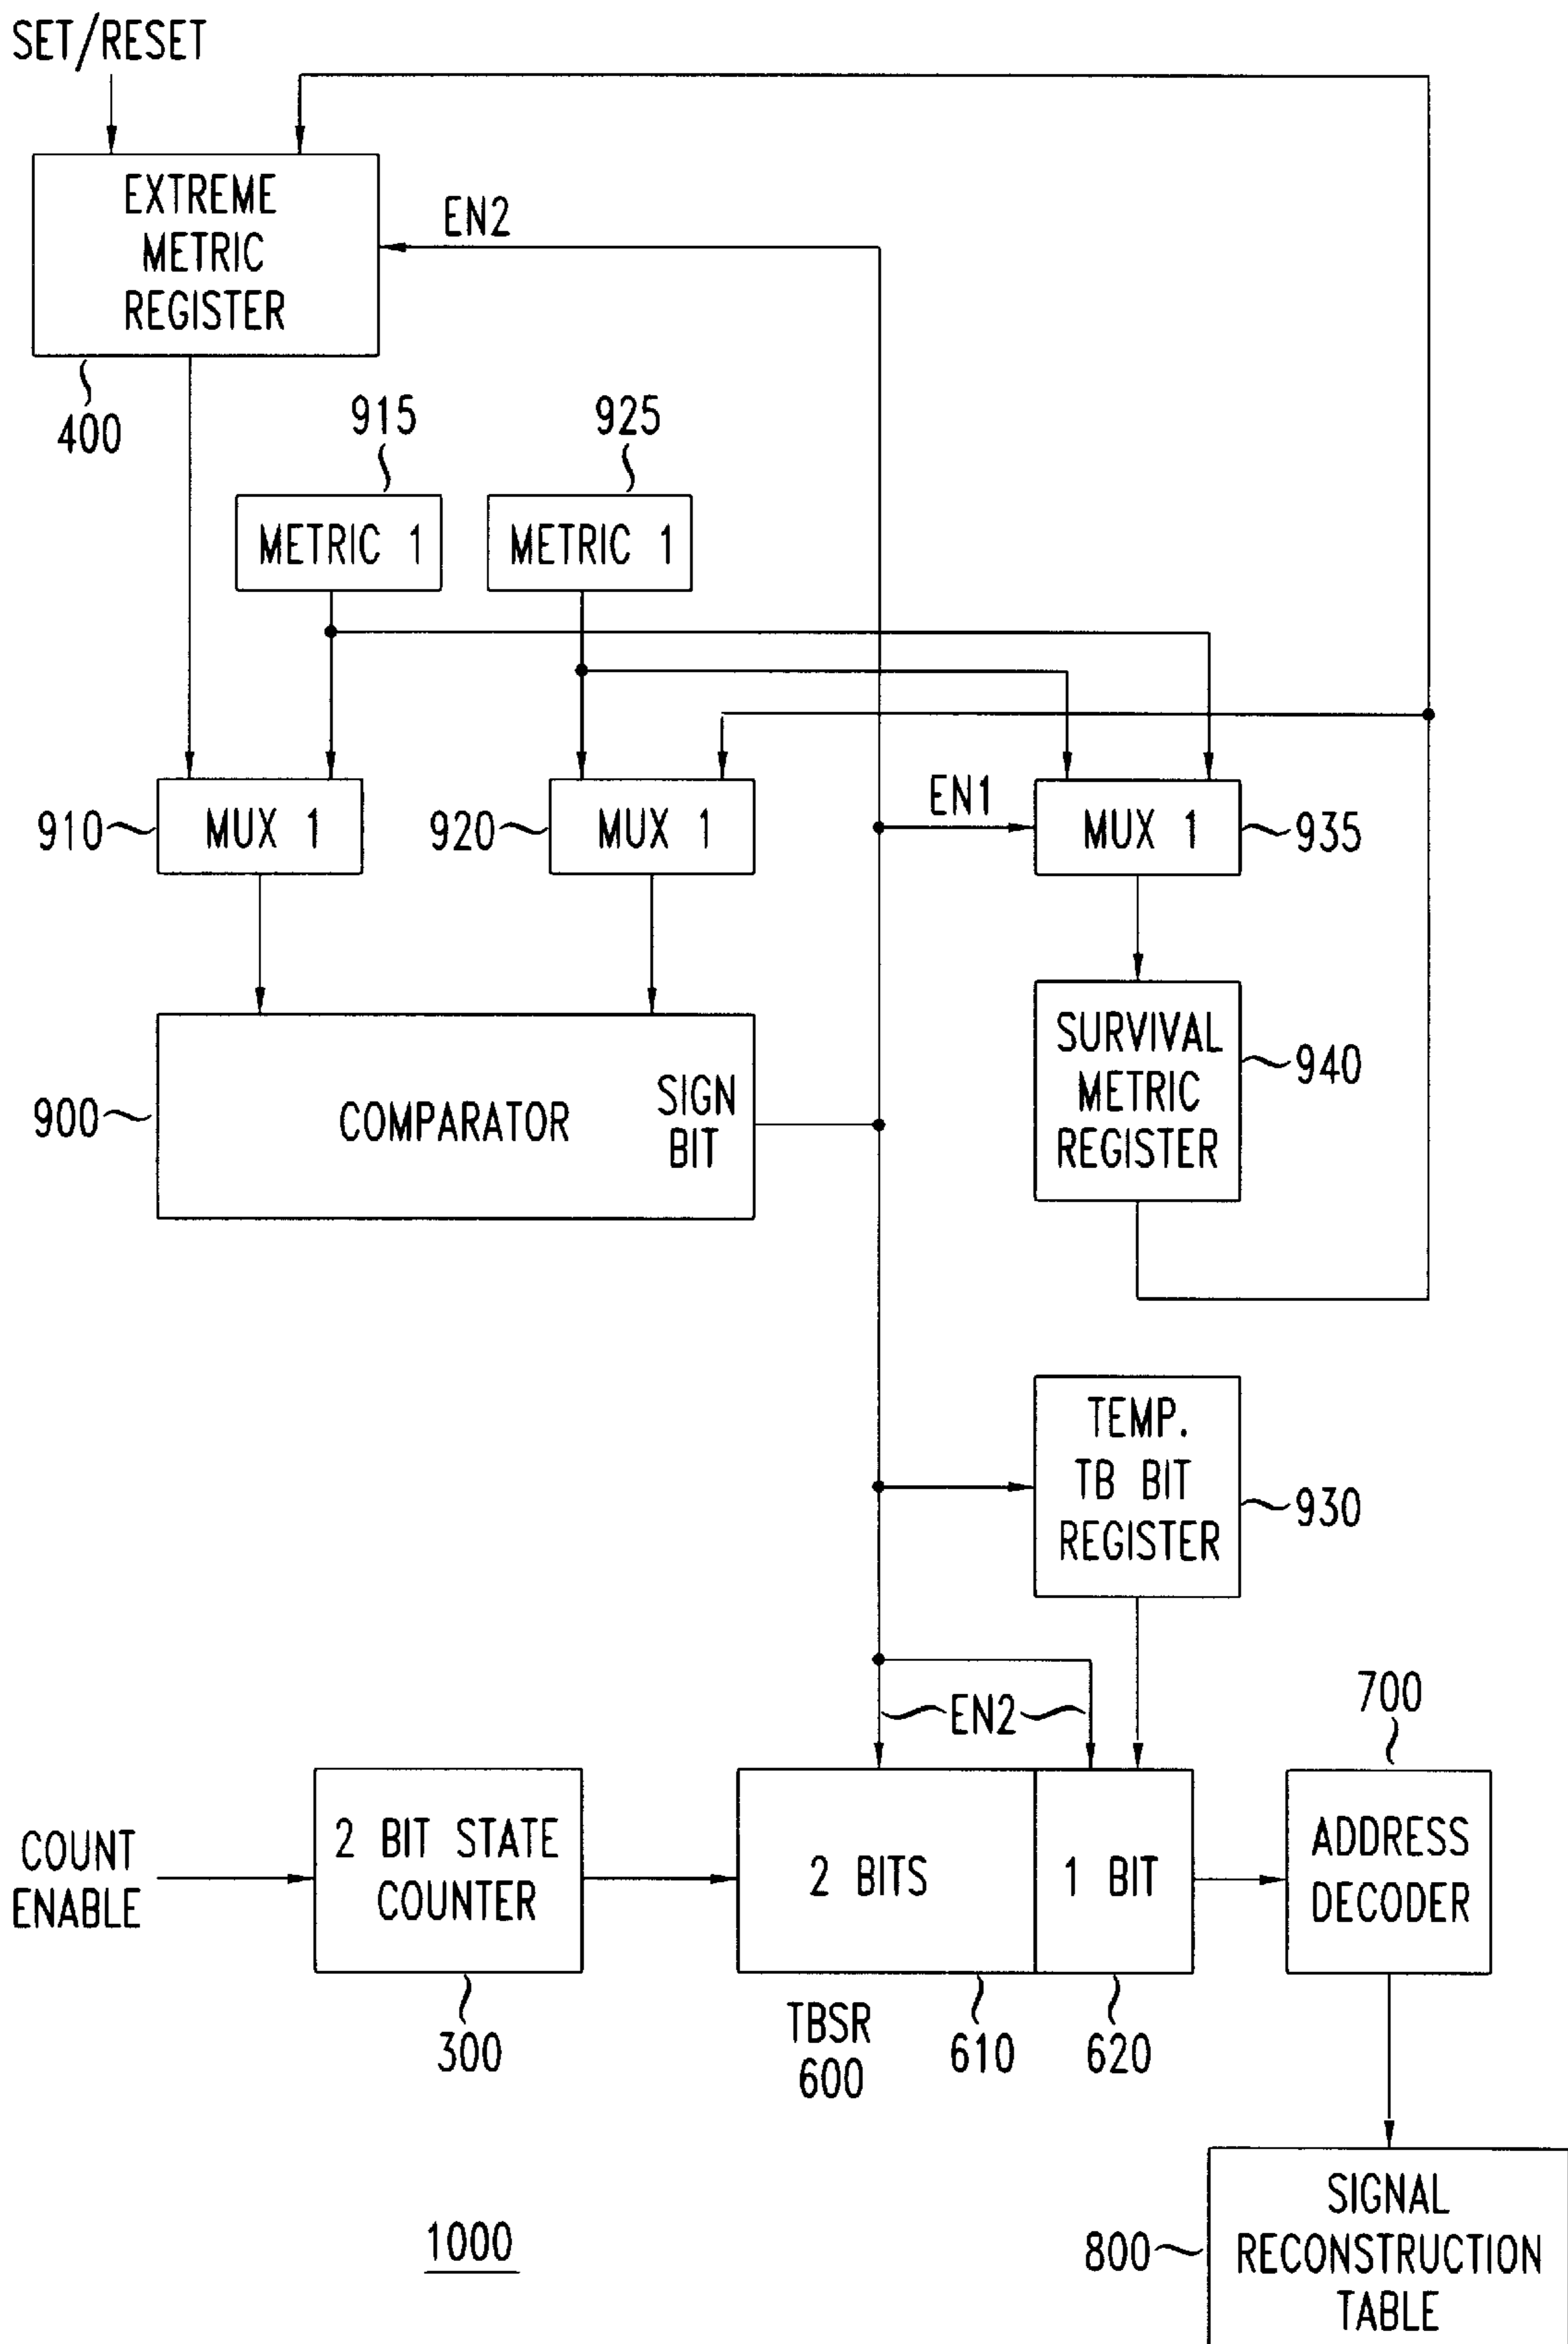 SET/RESET
EXTREME
METRIC
REGISTER
EN2
400
915
925
METRIC 1
METRIC 1
910
MUX 1
920
MUX 1
EN1
MUX 1
935
900
COMPARATOR
SIGN
BIT
SURVIVAL
METRIC
REGISTER
940
TEMP.
TB BIT
REGISTER
930
EN2
700
COUNT
ENABLE
2 BIT STATE
COUNTER
2 BITS
1 BIT
ADDRESS
DECODER
300
TBSR
600
610
620
1000
800
SIGNAL
RECONSTRUCTION
TABLE